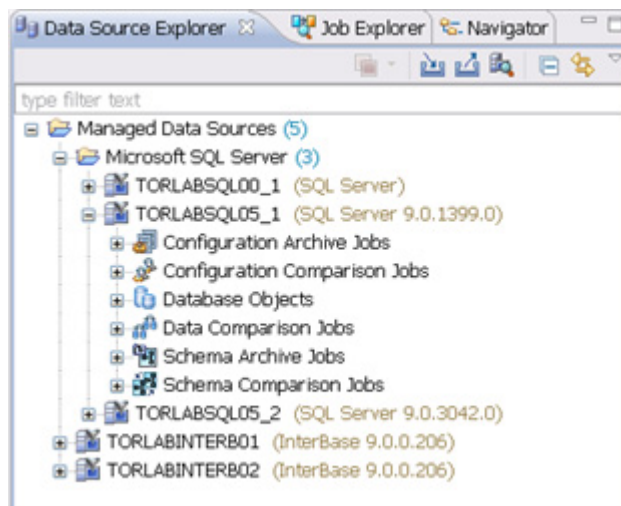 Data Source Explorer Job Explorer Navigator
type filter text
Managed Data Sources (5)
Microsoft SQL Server (3)
TORLABSQL00_1 (SQL Server)
TORLABSQL05_1 (SQL Server 9.0.1399.0)
Configuration Archive Jobs
Configuration Comparison Jobs
Database Objects
Data Comparison Jobs
Schema Archive Jobs
Schema Comparison Jobs
TORLABSQL05_2 (SQL Server 9.0.3042.0)
TORLABINTERB01 (InterBase 9.0.0.206)
TORLABINTERB02 (InterBase 9.0.0.206)